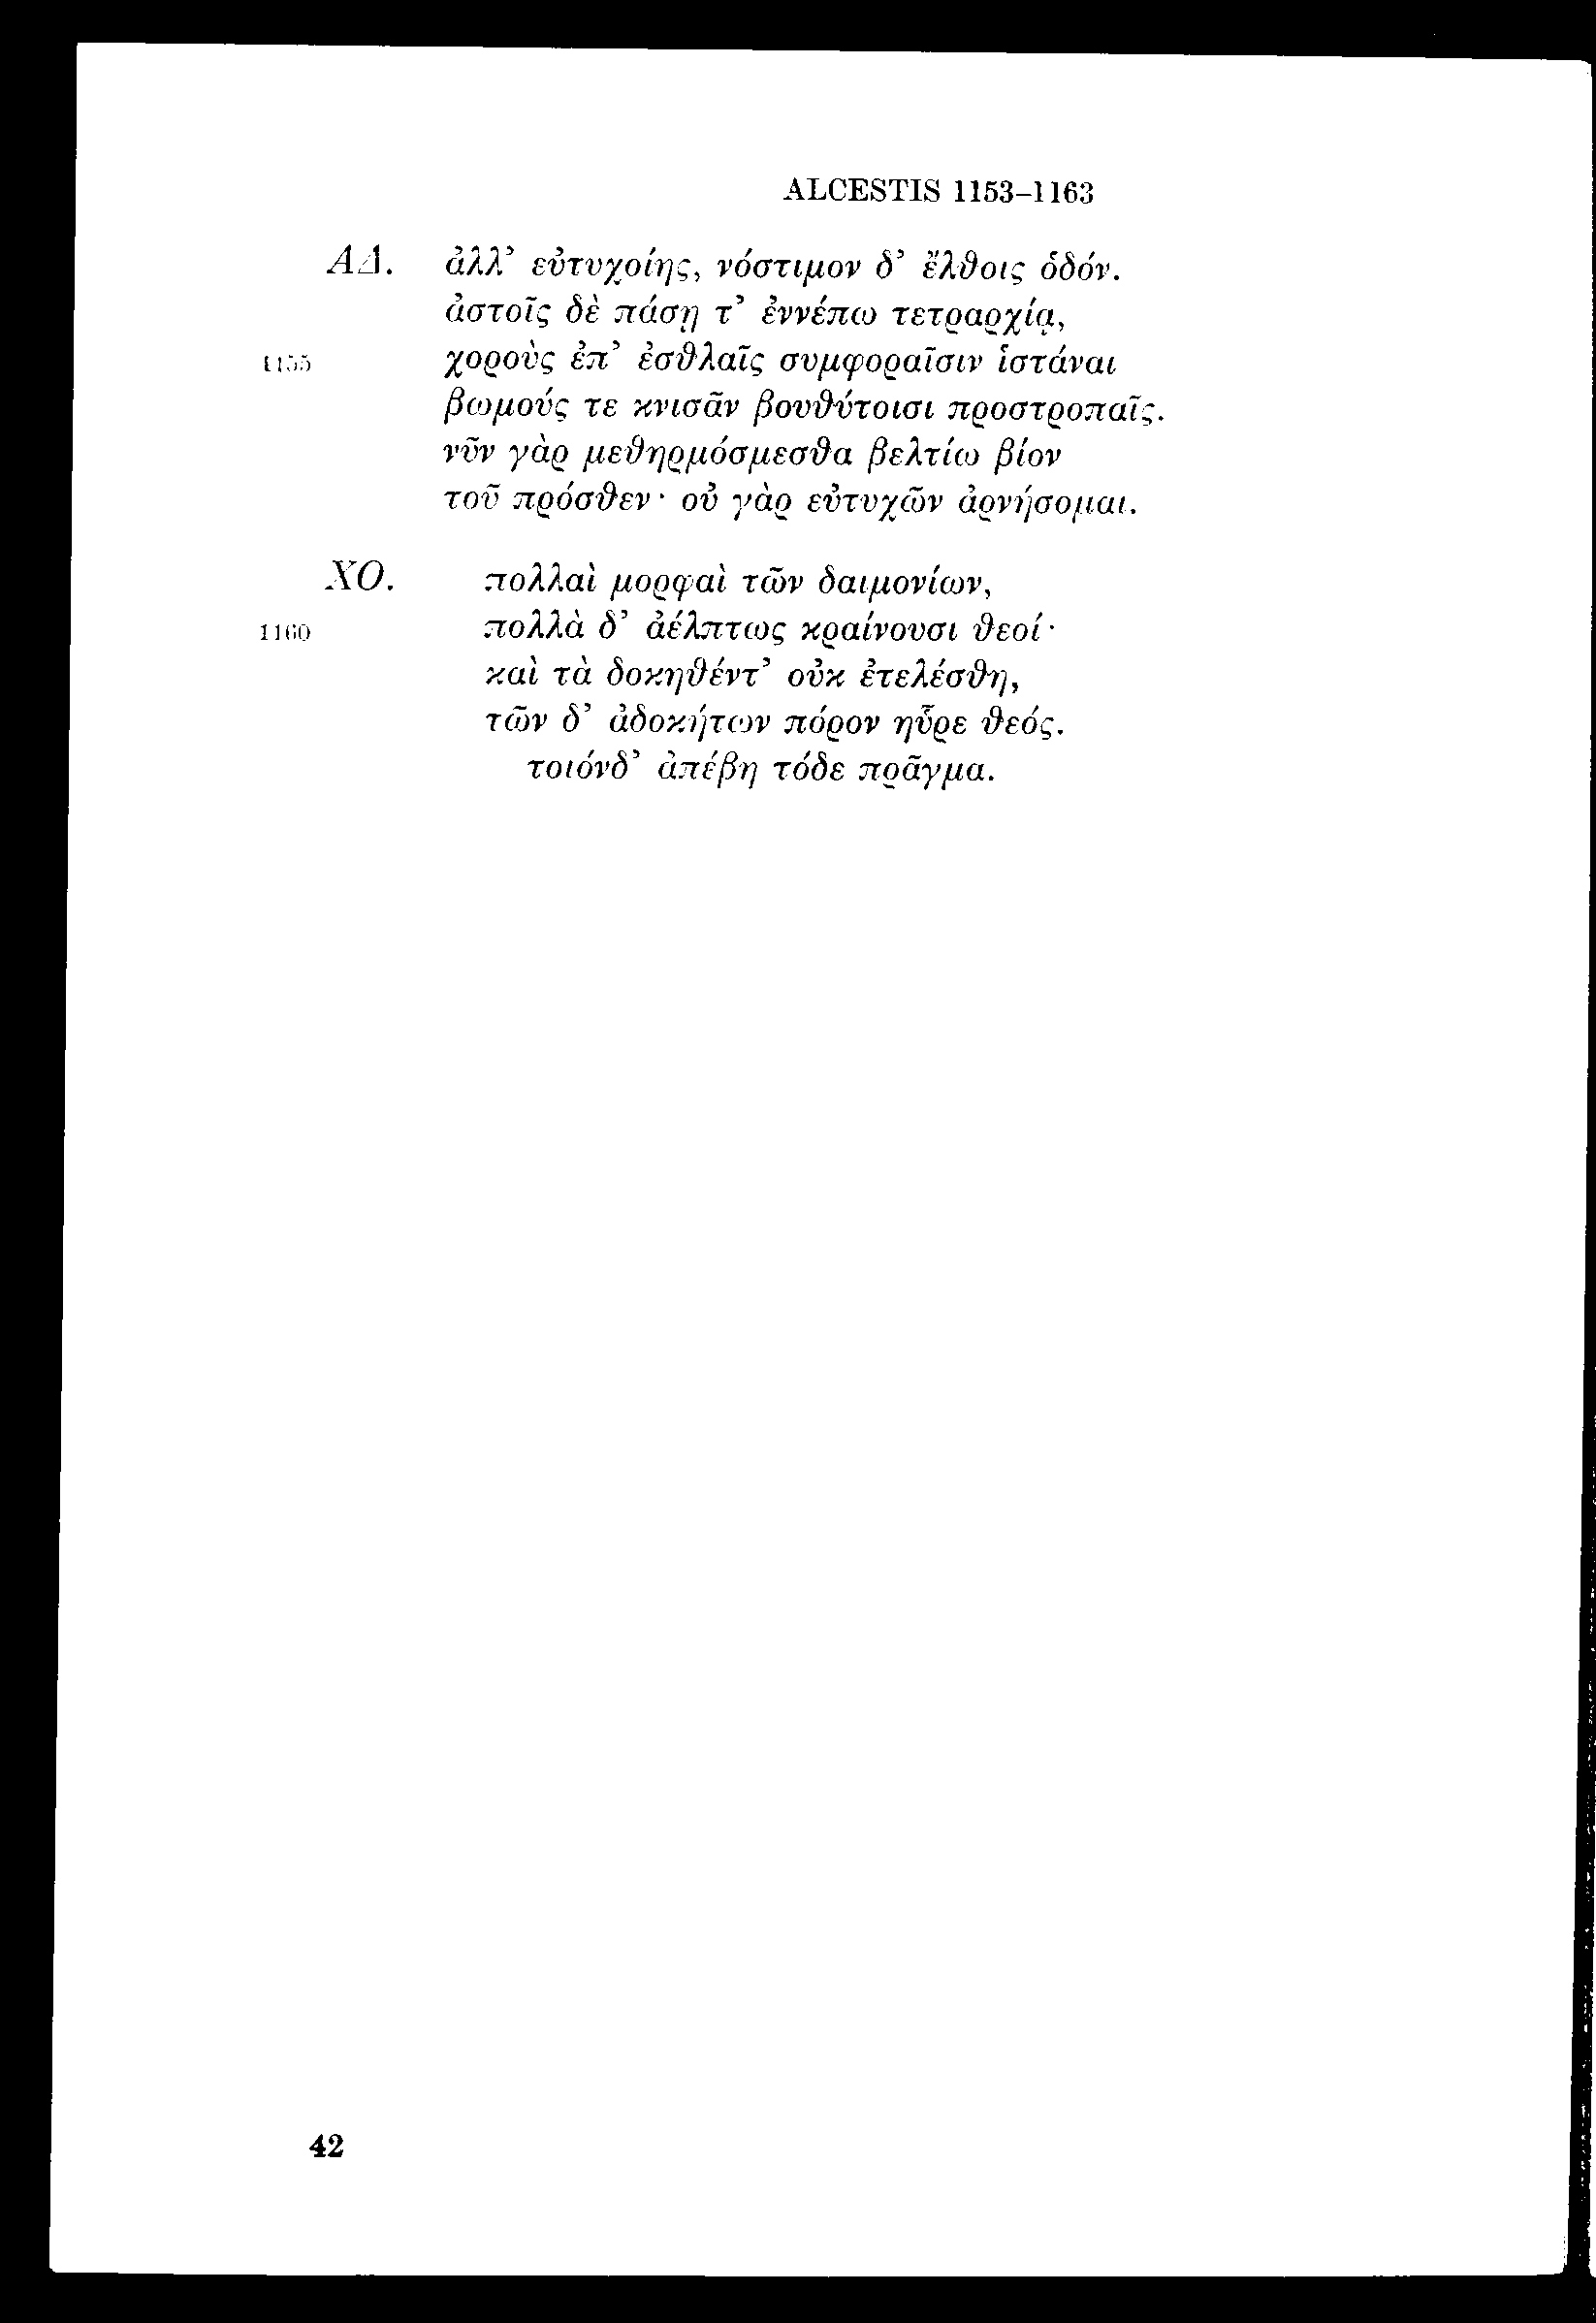 ALCESTIS 1153-1163
ΑΔ. ἀλλ’ εὐτυχοίης, νόστιμον δ’ ἔλθοις ὁδόν.
ἀστοῖς δὲ πάσῃ τ’ ἐννέπω τετραρχίᾳ,
1155 χοροὺς ἐπ’ ἐσθλαῖς συμφοραῖσιν ἱστάναι
βωμούς τε κνισᾶν βουθύτοισι προστροπαῖς.
νῦν γὰρ μεθηρμόσμεσθα βελτίω βίον
τοῦ πρόσθεν· οὐ γὰρ εὐτυχῶν ἀρνήσομαι.
ΧΟ. πολλαὶ μορφαὶ τῶν δαιμονίων,
1160 πολλὰ δ’ ἀέλπτως κραίνουσι θεοί·
καὶ τὰ δοκηθέντ’ οὐκ ἐτελέσθη,
τῶν δ’ ἀδοκήτων πόρον ηὗρε θεός.
τοιόνδ’ ἀπέβη τόδε πρᾶγμα.
42